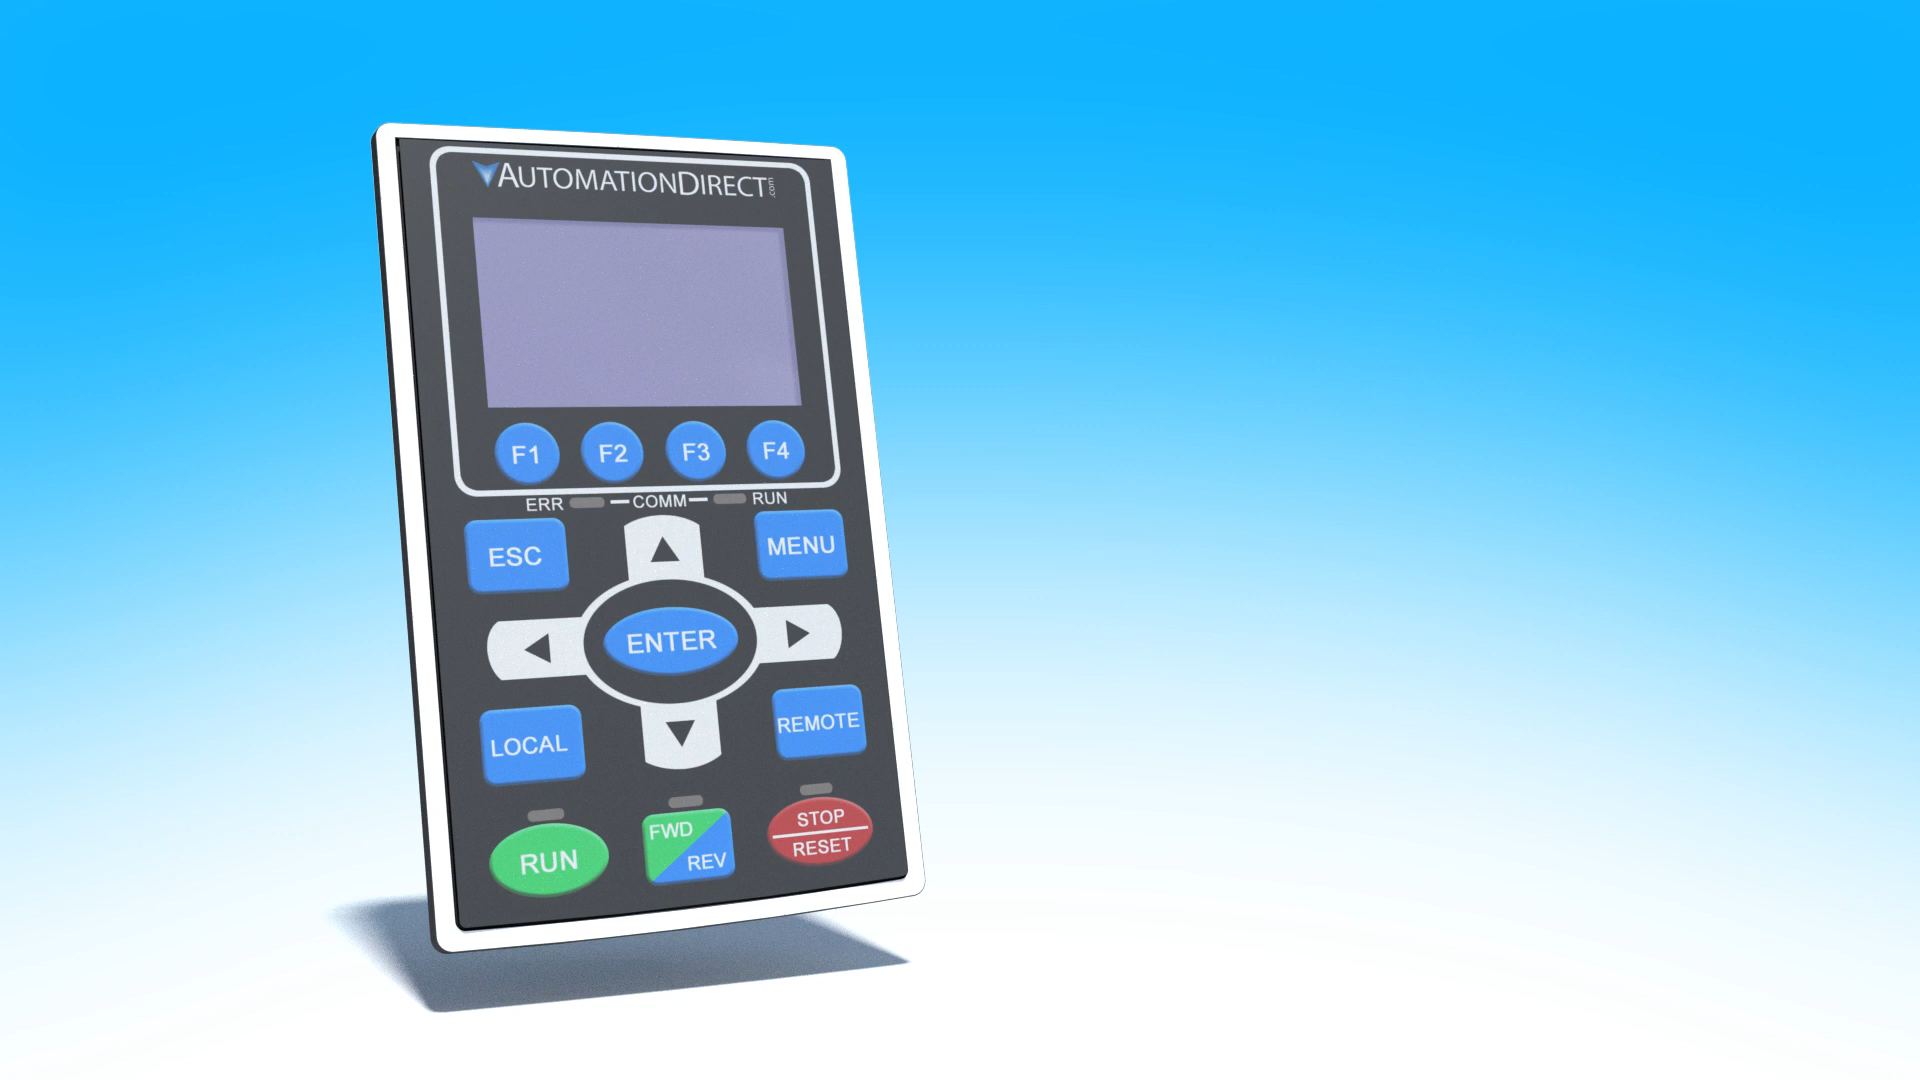 AUTOMATIONDIRECT.com
F1 F2 F3 F4
ERR COMM RUN
ESC MENU
ENTER
LOCAL REMOTE
RUN FWD REV STOP RESET